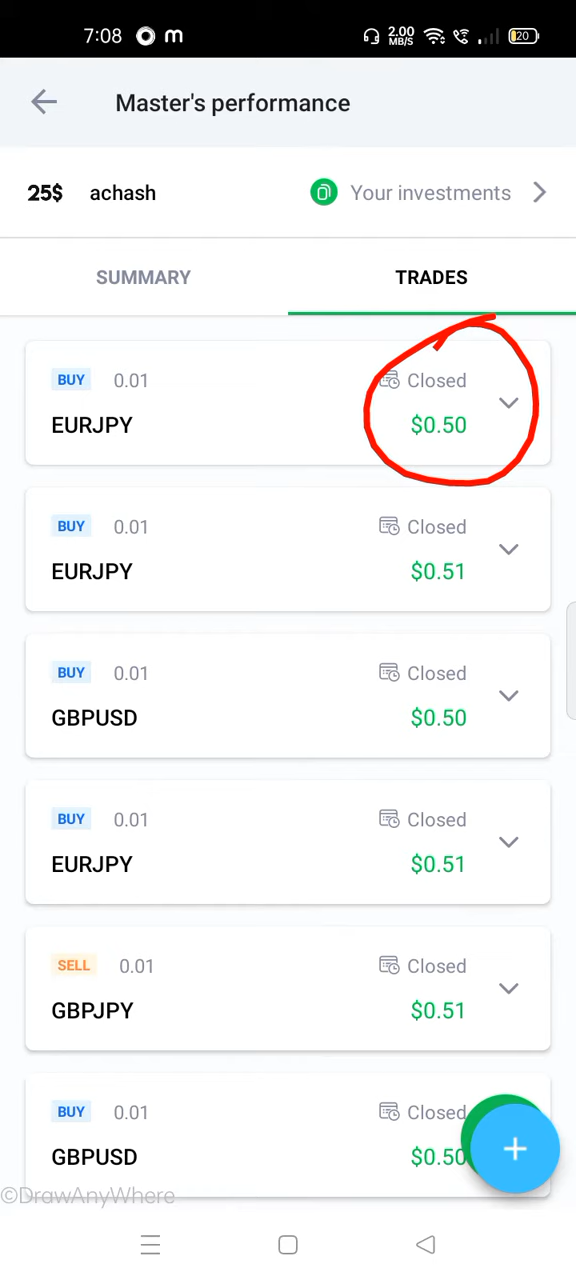 7:08 m 2.00 MB/S 20
Master's performance
25$ achash Your investments
SUMMARY TRADES
BUY 0.01 Closed
EURJPY $0.50
BUY 0.01 Closed
EURJPY $0.51
BUY 0.01 Closed
GBPUSD $0.50
BUY 0.01 Closed
EURJPY $0.51
SELL 0.01 Closed
GBPJPY $0.51
BUY 0.01 Closed
GBPUSD $0.50
©DrawAnyWhere